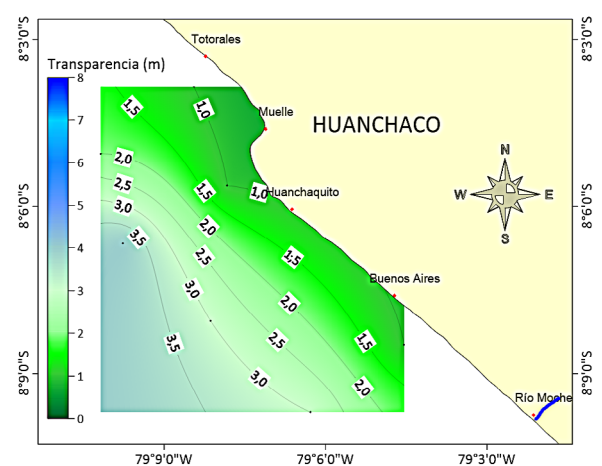 8°3'0"S
8°3'0"S
Totorales
Transparencia (m)
8
7
6
5
4
3
2
1
0
1,5
1,0
Muelle
HUANCHACO
N
W
E
S
2,0
2,5
3,0
3,5
1,5
1,0
Huanchaquito
8°6'0"S
8°6'0"S
2,0
2,5
3,0
1:5
Buenos Aires
2,0
3,5
2,5
1,5
3,0
2,0
8°9'0"S
8°9'0"S
Río Moche
79°9'0"W
79°6'0"W
79°3'0"W